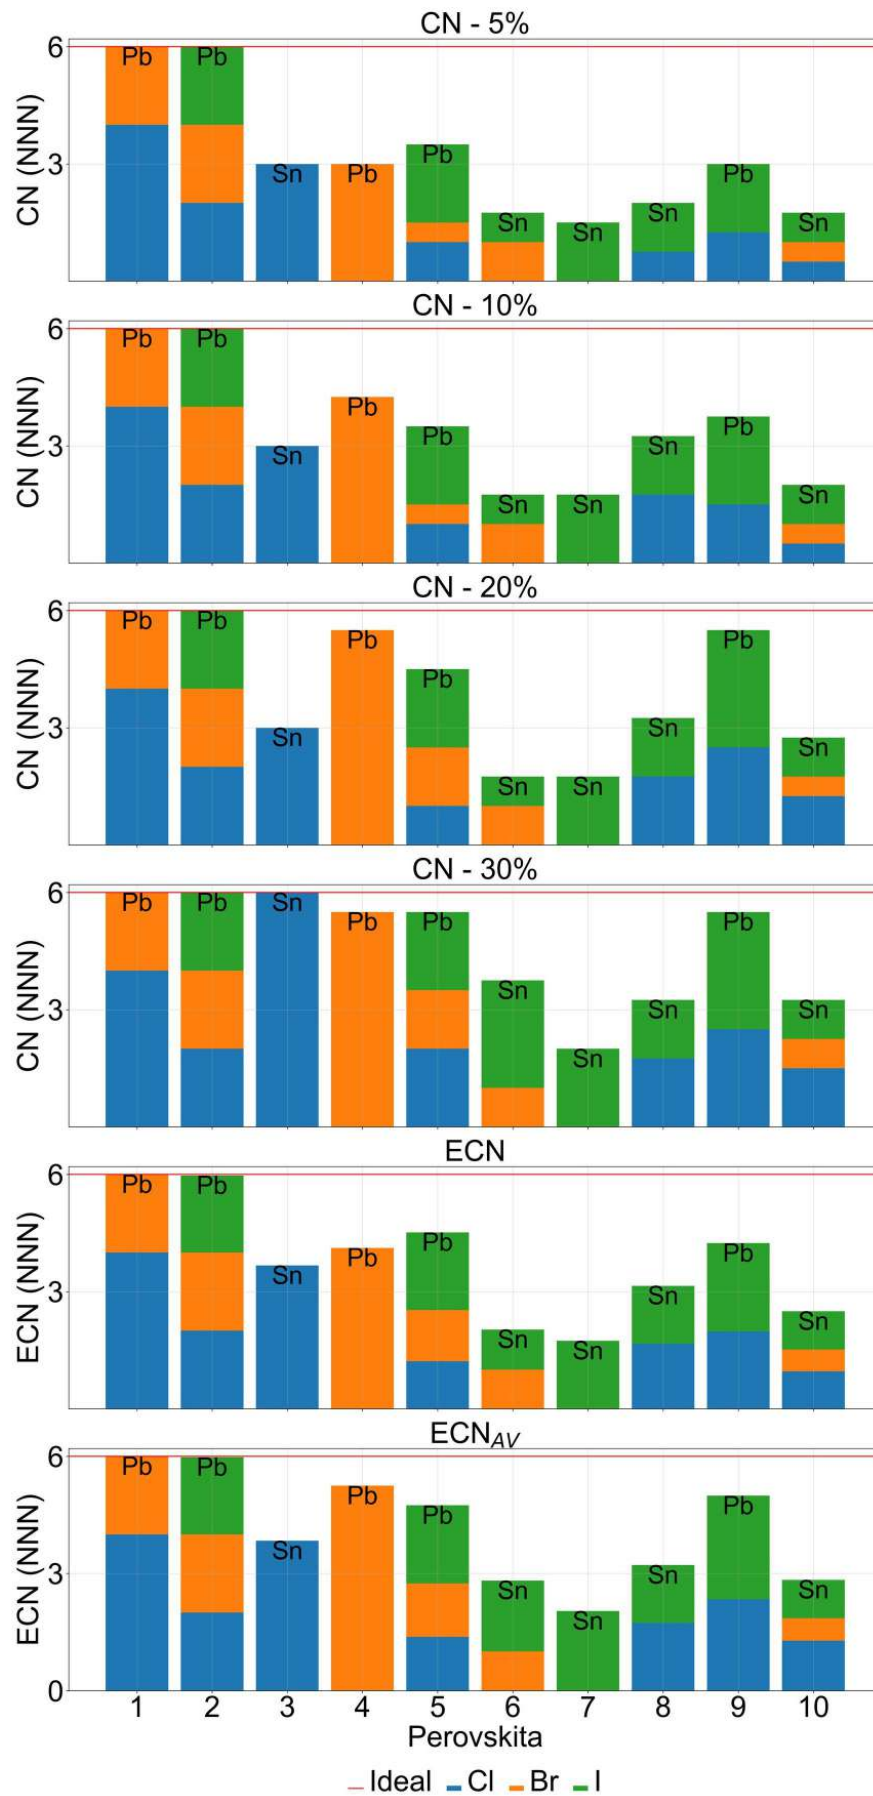 CN - 5%
6
3
CN (NNN)
Pb Pb Sn Pb Pb Sn Sn Sn Pb Sn
CN - 10%
6
3
CN (NNN)
Pb Pb Sn Pb Pb Sn Sn Sn Pb Sn
CN - 20%
6
3
CN (NNN)
Pb Pb Sn Pb Pb Sn Sn Sn Pb Sn
CN - 30%
6
3
CN (NNN)
Pb Pb Sn Pb Pb Sn Sn Sn Pb Sn
ECN
6
3
ECN (NNN)
Pb Pb Sn Pb Pb Sn Sn Sn Pb Sn
ECN_AV
6
3
0
ECN (NNN)
Pb Pb Sn Pb Pb Sn Sn Sn Pb Sn
1 2 3 4 5 6 7 8 9 10
Perovskita
Ideal Cl Br I